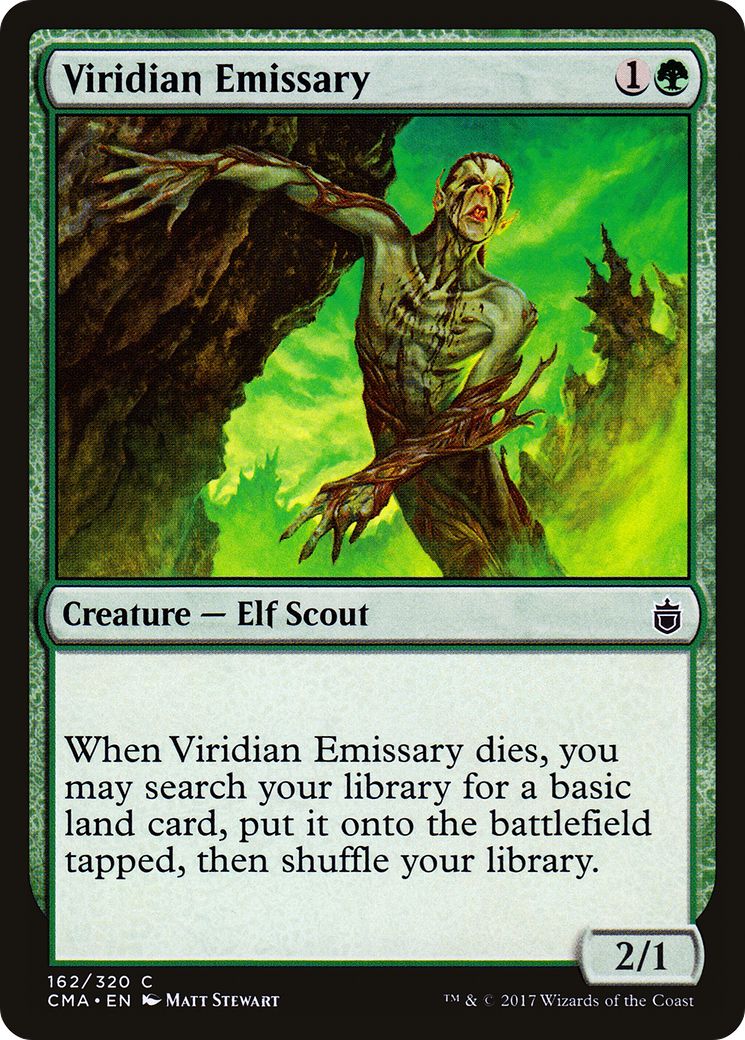 Viridian Emissary
1
Creature — Elf Scout
When Viridian Emissary dies, you
may search your library for a basic
land card, put it onto the battlefield
tapped, then shuffle your library.
2/1
162/320 C
CMA • EN Matt Stewart
™ & © 2017 Wizards of the Coast